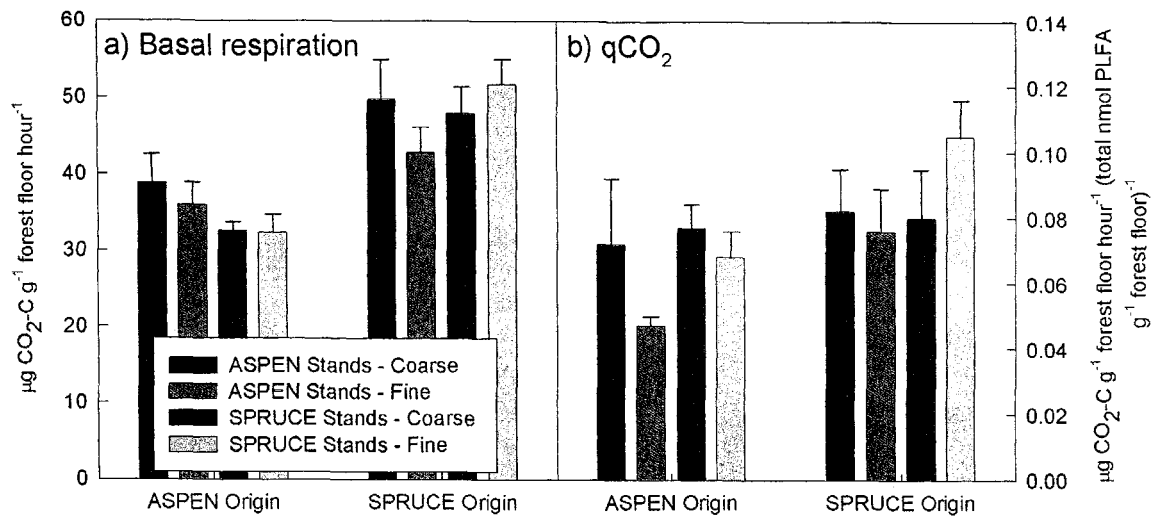 a) Basal respiration
b) qCO₂
60
50
40
30
20
10
0
µg CO₂-C g⁻¹ forest floor hour⁻¹
ASPEN Stands - Coarse
ASPEN Stands - Fine
SPRUCE Stands - Coarse
SPRUCE Stands - Fine
ASPEN Origin
SPRUCE Origin
ASPEN Origin
SPRUCE Origin
0.14
0.12
0.10
0.08
0.06
0.04
0.02
0.00
µg CO₂-C g⁻¹ forest floor hour⁻¹ (total nmol PLFA
g⁻¹ forest floor)⁻¹